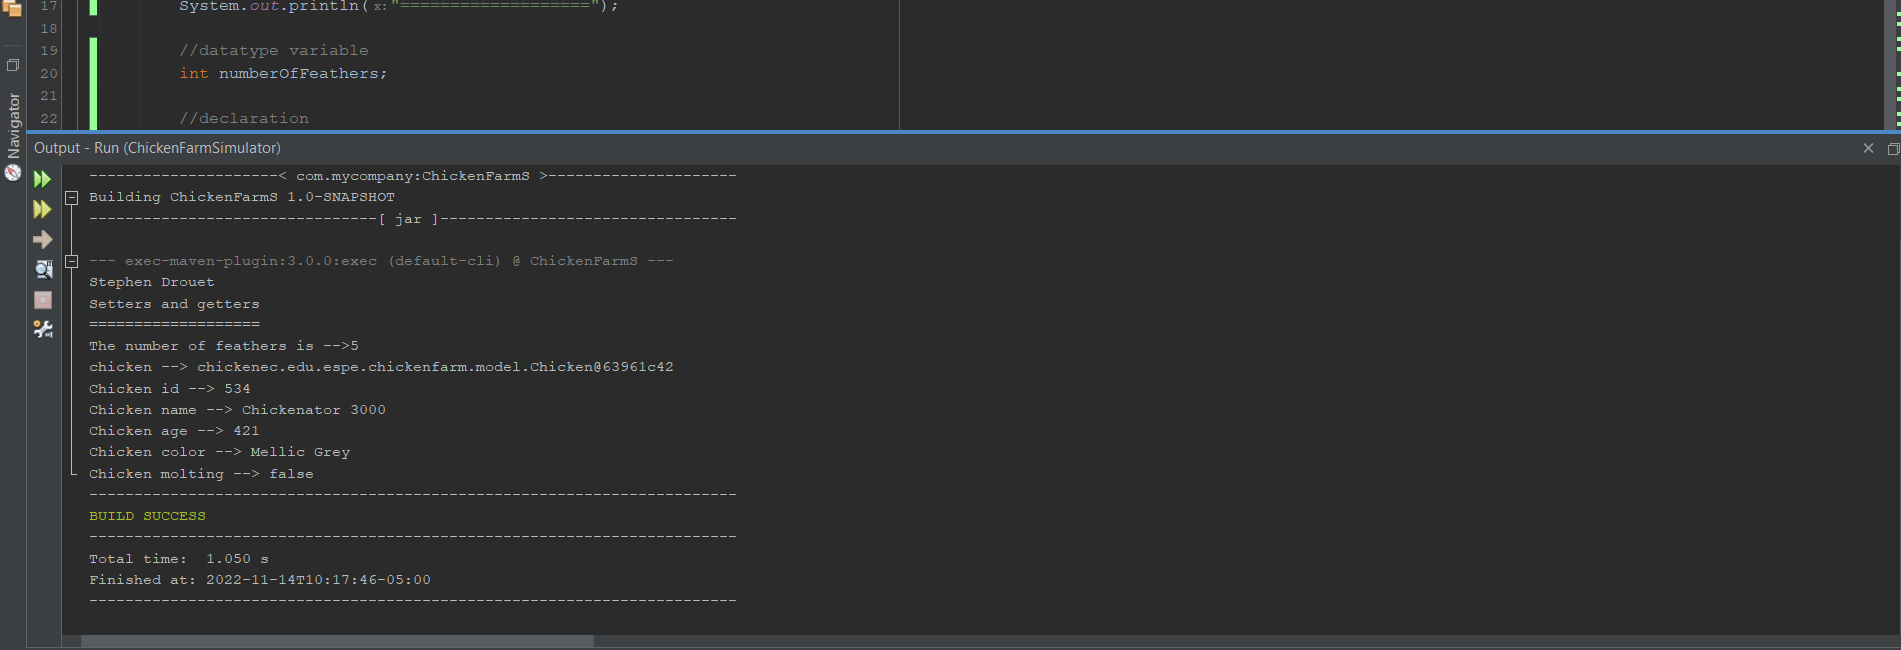 17 System.out.println( x: "===================");
18
19 //datatype variable
20 int numberOfFeathers;
21
22 //declaration
Navigator
Output - Run (ChickenFarmSimulator)
---------------------< com.mycompany:ChickenFarmS >---------------------
Building ChickenFarmS 1.0-SNAPSHOT
--------------------------------[ jar ]---------------------------------
--- exec-maven-plugin:3.0.0:exec (default-cli) @ ChickenFarmS ---
Stephen Drouet
Setters and getters
===================
The number of feathers is -->5
chicken --> chickenec.edu.espe.chickenfarm.model.Chicken@63961c42
Chicken id --> 534
Chicken name --> Chickenator 3000
Chicken age --> 421
Chicken color --> Mellic Grey
Chicken molting --> false
------------------------------------------------------------------------
BUILD SUCCESS
------------------------------------------------------------------------
Total time:  1.050 s
Finished at: 2022-11-14T10:17:46-05:00
------------------------------------------------------------------------